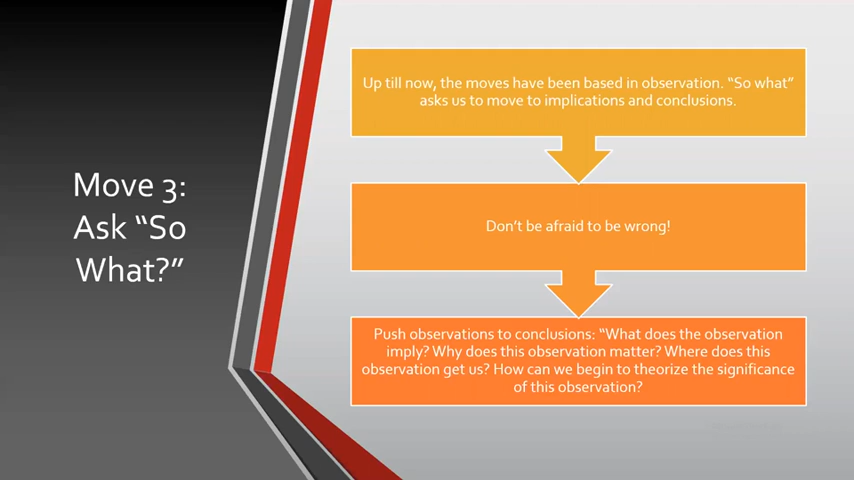 Move 3:
Ask “So
What?”
Up till now, the moves have been based in observation. “So what”
asks us to move to implications and conclusions.
Don’t be afraid to be wrong!
Push observations to conclusions: “What does the observation
imply? Why does this observation matter? Where does this
observation get us? How can we begin to theorize the significance
of this observation?